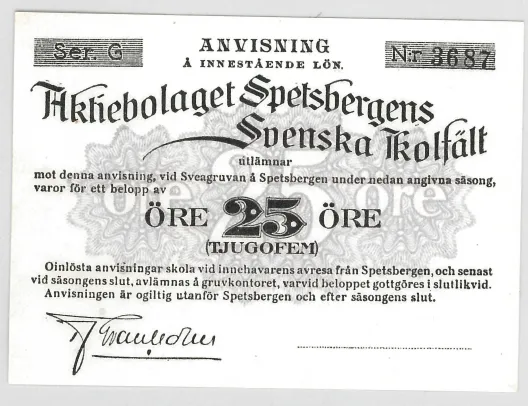 Ser. G
ANVISNING
Å INNESTÅENDE LÖN.
N:r 3687
Aktiebolaget Spetsbergens
Svenska Kolfält
utlämnar
mot denna anvisning, vid Sveagruvan å Spetsbergen under nedan angivna säsong,
varor för ett belopp av
öre 25 öre
ÖRE 25 ÖRE
(TJUGOFEM)
Oinlösta anvisningar skola vid innehavarens avresa från Spetsbergen, och senast
vid säsongens slut, avlämnas å gruvkontoret, varvid beloppet gottgöres i slutlikvid.
Anvisningen är ogiltig utanför Spetsbergen och efter säsongens slut.